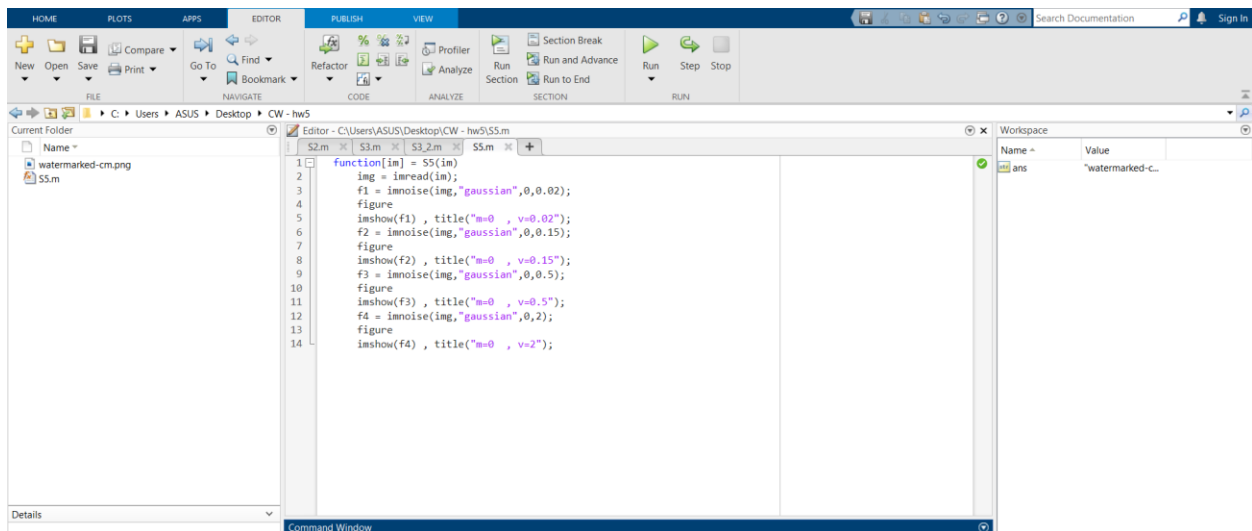 HOME PLOTS APPS EDITOR PUBLISH VIEW Search Documentation Sign In
New Open Save Compare Print Go To Find Bookmark Refactor Profiler Analyze Run Section Section Break Run and Advance Run to End Run Step Stop
FILE NAVIGATE CODE ANALYZE SECTION RUN
C: Users ASUS Desktop CW - hw5
Current Folder
Name
watermarked-cm.png
S5.m
Details
Editor - C:\Users\ASUS\Desktop\CW - hw5\S5.m
S2.m S3.m S3_2.m S5.m
1 function[im] = S5(im)
2 img = imread(im);
3 f1 = imnoise(img,"gaussian",0,0.02);
4 figure
5 imshow(f1) , title("m=0 , v=0.02");
6 f2 = imnoise(img,"gaussian",0,0.15);
7 figure
8 imshow(f2) , title("m=0 , v=0.15");
9 f3 = imnoise(img,"gaussian",0,0.5);
10 figure
11 imshow(f3) , title("m=0 , v=0.5");
12 f4 = imnoise(img,"gaussian",0,2);
13 figure
14 imshow(f4) , title("m=0 , v=2");
Command Window
Workspace
Name Value
ans "watermarked-c...